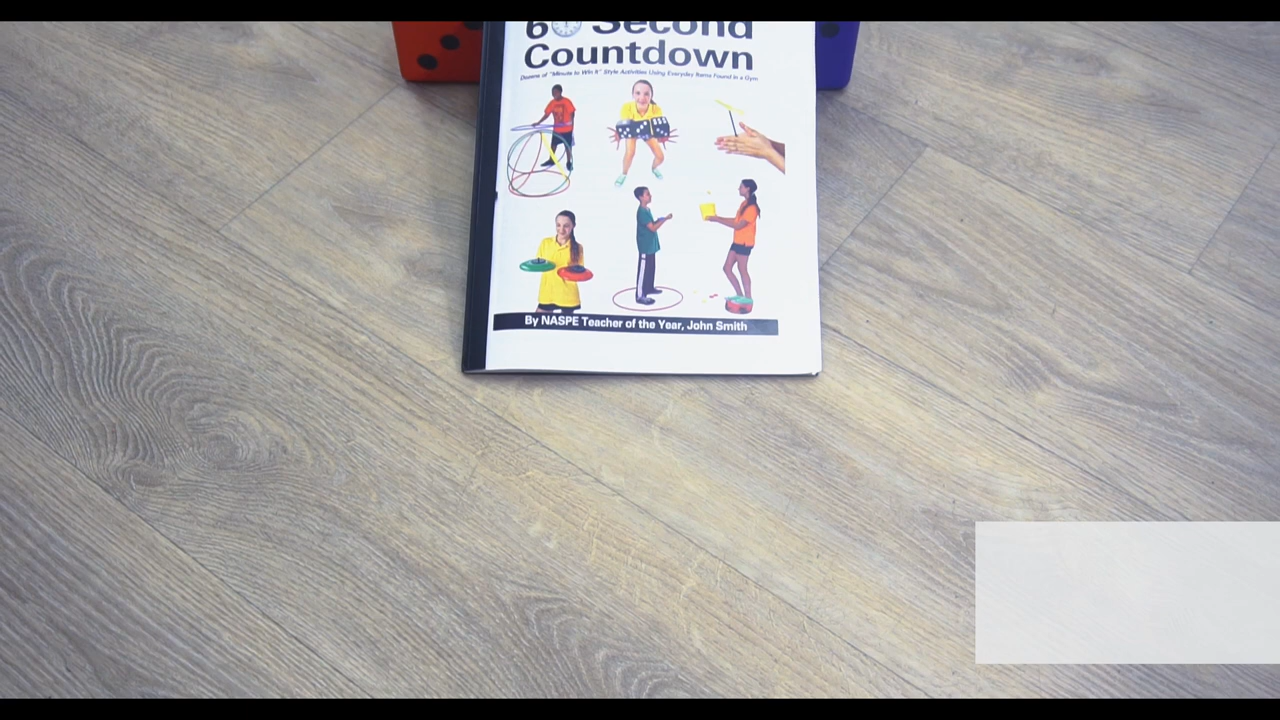 60 Second
Countdown
Dozens of "Minute to Win It" Style Activities Using Everyday Items Found in a Gym
By NASPE Teacher of the Year, John Smith